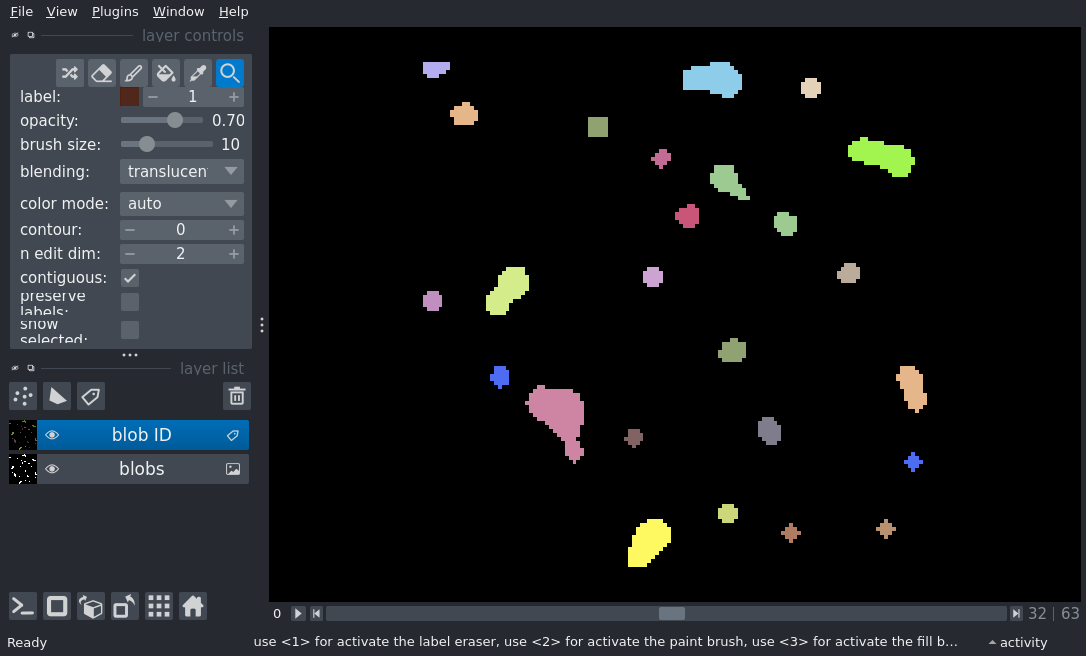 File View Plugins Window Help
layer controls
label: 1
opacity: 0.70
brush size: 10
blending: translucen
color mode: auto
contour: 0
n edit dim: 2
contiguous:
preserve
labels:
show
selected:
layer list
blob ID
blobs
0 32 63
Ready use <1> for activate the label eraser, use <2> for activate the paint brush, use <3> for activate the fill b... activity